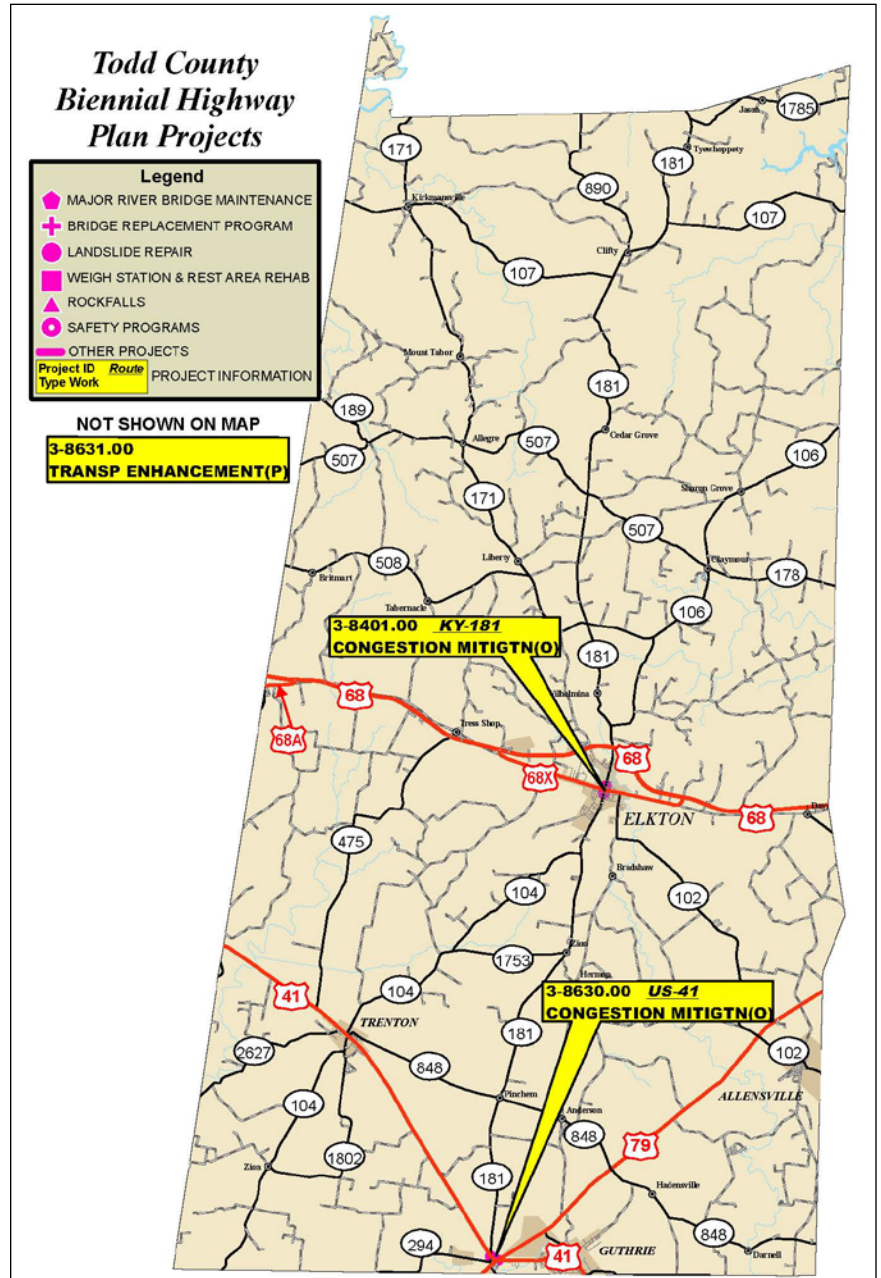 Todd County
Biennial Highway
Plan Projects
Legend
MAJOR RIVER BRIDGE MAINTENANCE
BRIDGE REPLACEMENT PROGRAM
LANDSLIDE REPAIR
WEIGH STATION & REST AREA REHAB
ROCKFALLS
SAFETY PROGRAMS
OTHER PROJECTS
Project ID Route
Type Work
PROJECT INFORMATION
NOT SHOWN ON MAP
3-8631.00
TRANSP ENHANCEMENT(P)
Jason
1785
171
181
Tyewhoppety
890
Kirkmansville
107
Clifty
107
Mount Tabor
181
189
Cedar Grove
Allegre
507
507
106
171
Sharon Grove
507
Liberty
508
Claymour
178
Britmart
Tabernacle
106
3-8401.00 KY-181
CONGESTION MITIGTN(O)
181
68
68A
Tress Shop
68
68X
ELKTON
68
475
Bradshaw
104
102
Zion
1753
41
104
3-8630.00 US-41
CONGESTION MITIGTN(O)
TRENTON
181
2627
848
102
ALLENSVILLE
Pinchem
104
Anderson
848
79
1802
Zion
181
Hadensville
848
294
GUTHRIE
41
Darnell